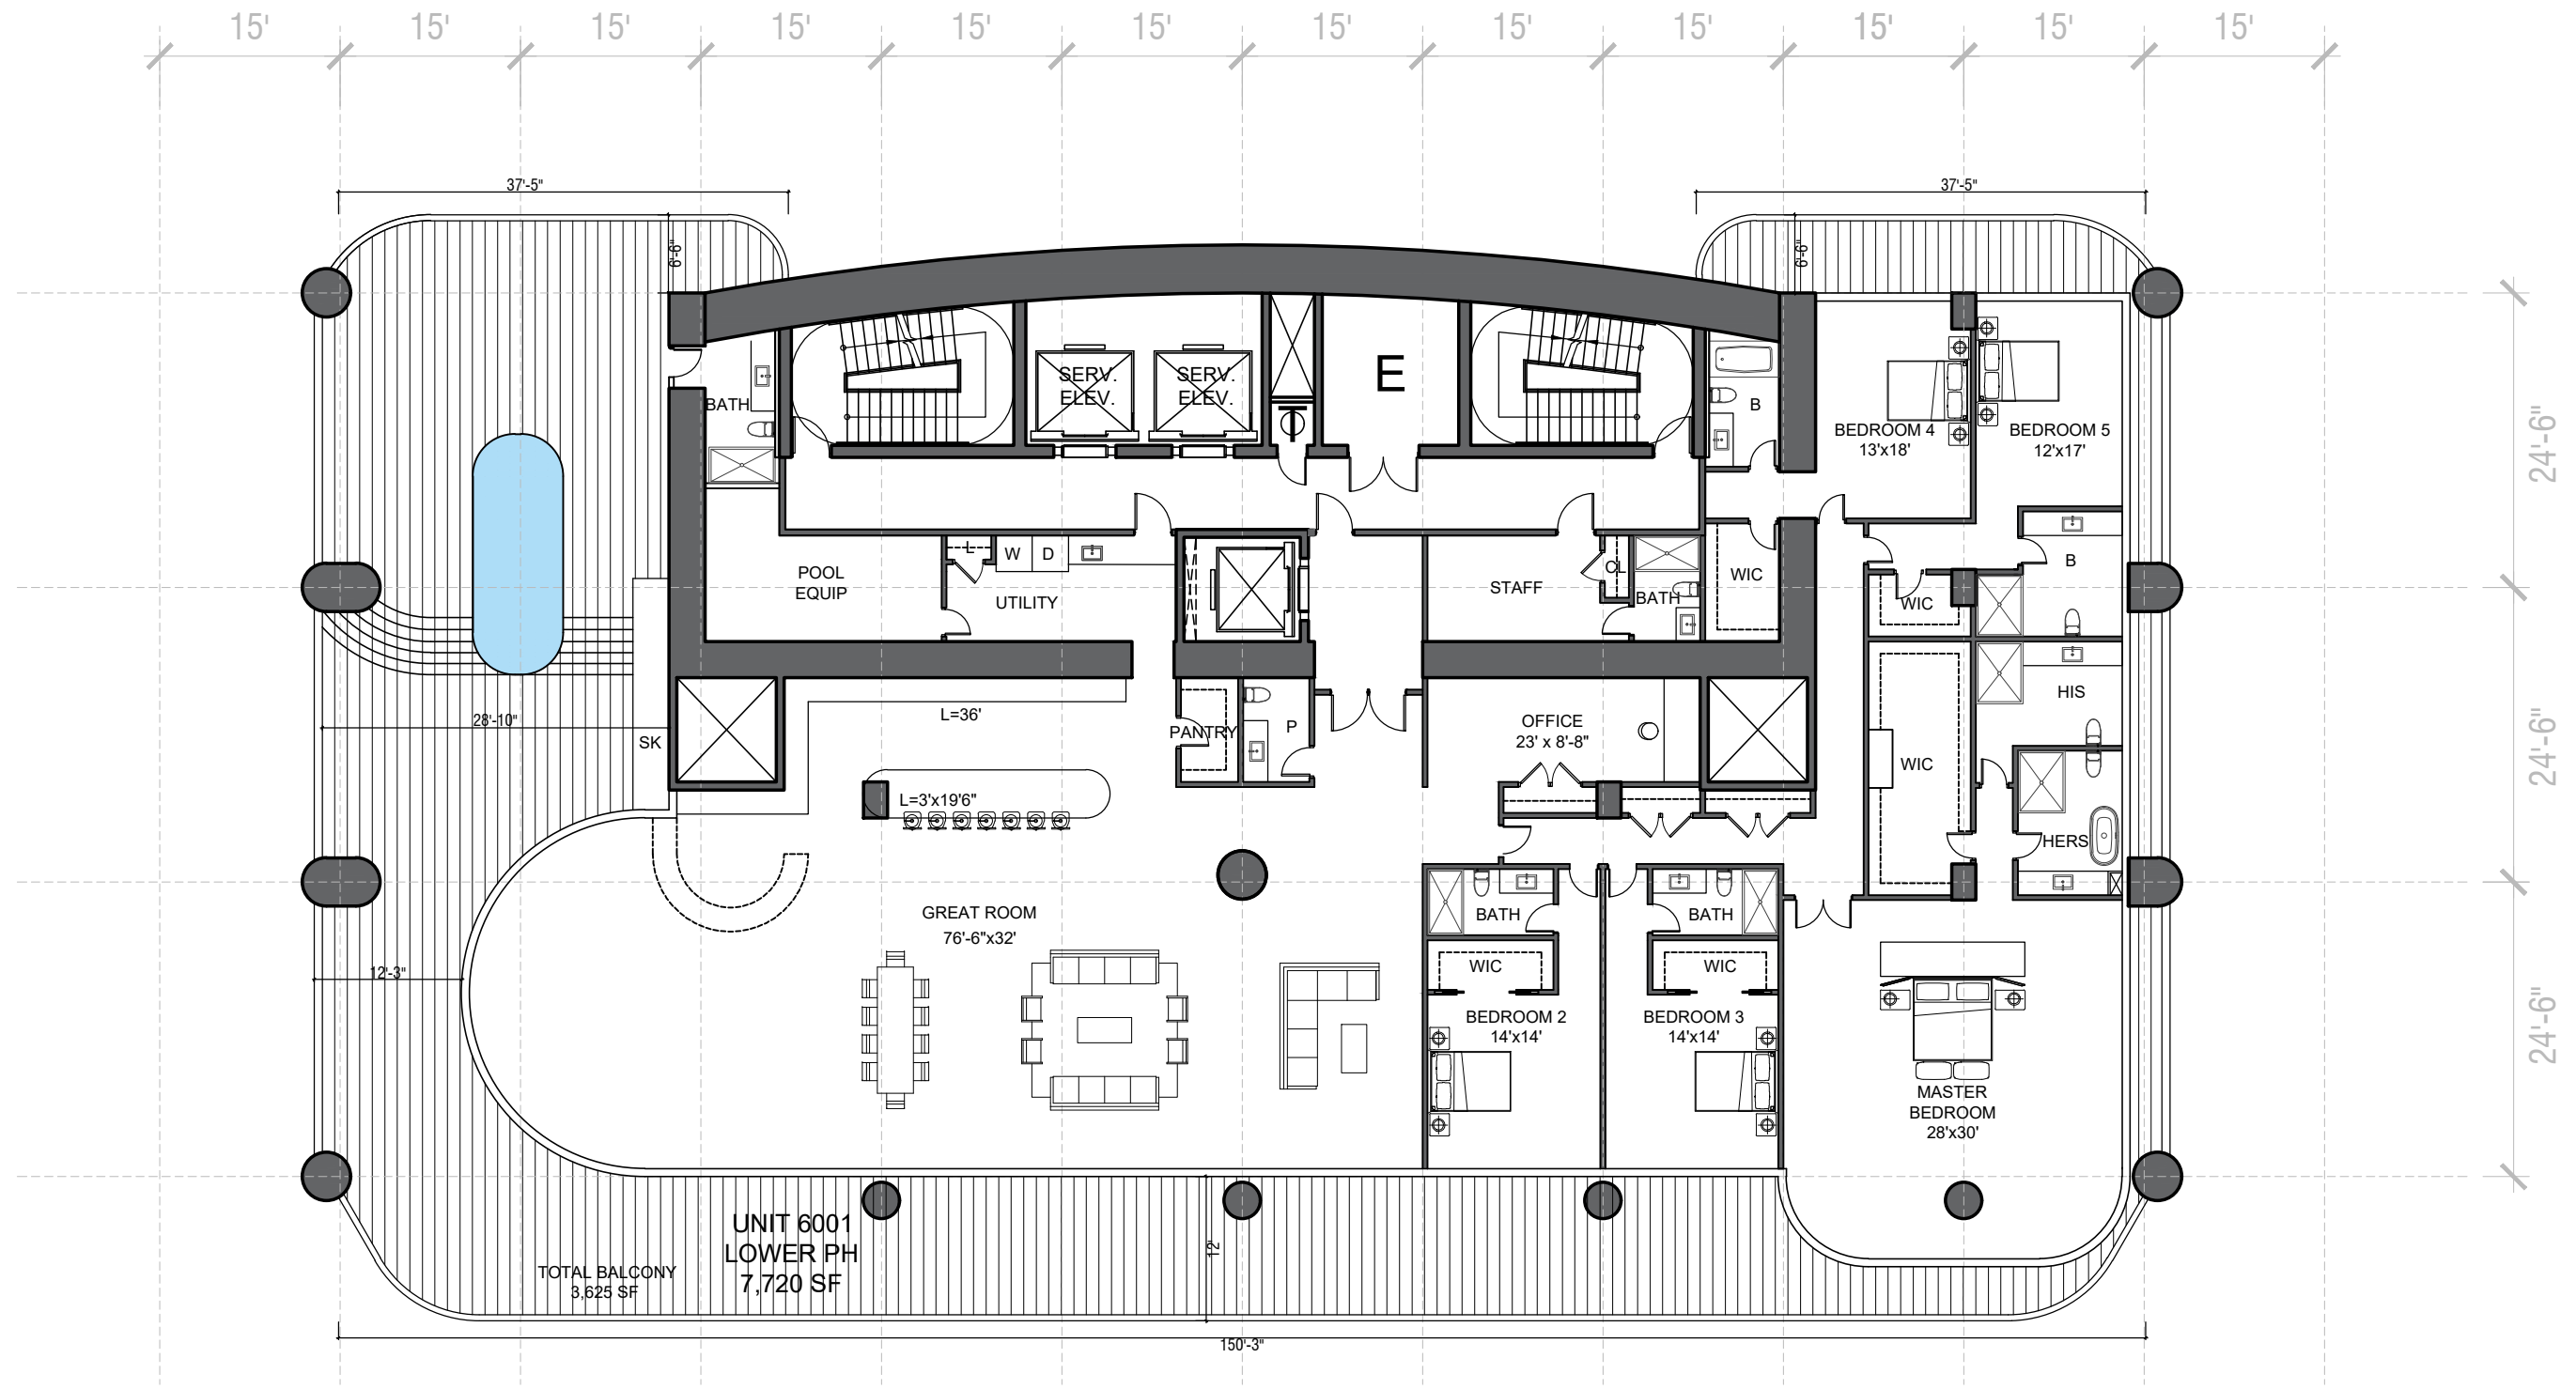 15' 15' 15' 15' 15' 15' 15' 15' 15' 15' 15' 15'
37'-5" 37'-5"
6'-6" 6'-6"
SERV. ELEV.
SERV. ELEV.
E
BATH
B
BEDROOM 4
13'x18'
BEDROOM 5
12'x17'
24'-6"
L
W D
POOL
EQUIP
UTILITY
STAFF
CL
BATH
WIC
WIC
B
HIS
28'-10"
SK
L=36'
PANTRY
P
OFFICE
23' x 8'-8"
WIC
24'-6"
L=3'x19'6"
HERS
GREAT ROOM
76'-6"x32'
BATH
BATH
12'-3"
WIC
WIC
BEDROOM 2
14'x14'
BEDROOM 3
14'x14'
24'-6"
MASTER
BEDROOM
28'x30'
UNIT 6001
LOWER PH
7,720 SF
12'
TOTAL BALCONY
3,625 SF
150'-3"